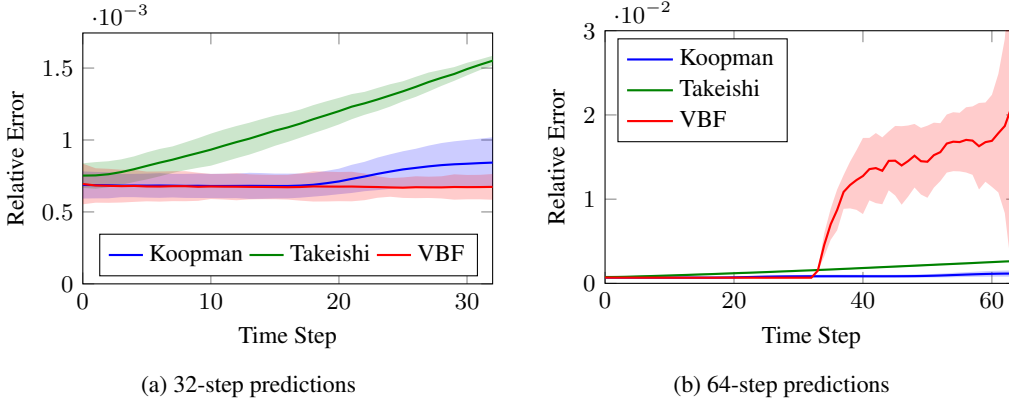 ·10⁻³
1.5
1
0.5
0
Relative Error
Koopman Takeishi VBF
0 10 20 30
Time Step
(a) 32-step predictions
·10⁻²
3
2
1
0
Relative Error
Koopman
Takeishi
VBF
0 20 40 60
Time Step
(b) 64-step predictions